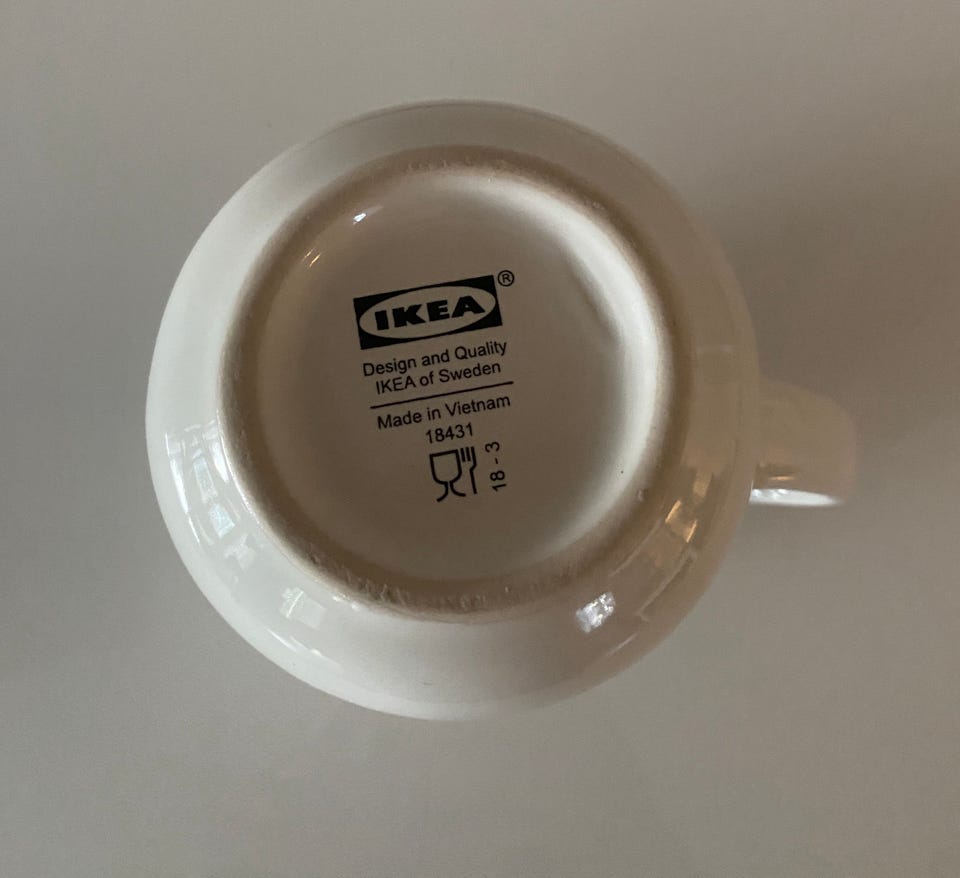 IKEA®
Design and Quality
IKEA of Sweden
Made in Vietnam
18431
18-3